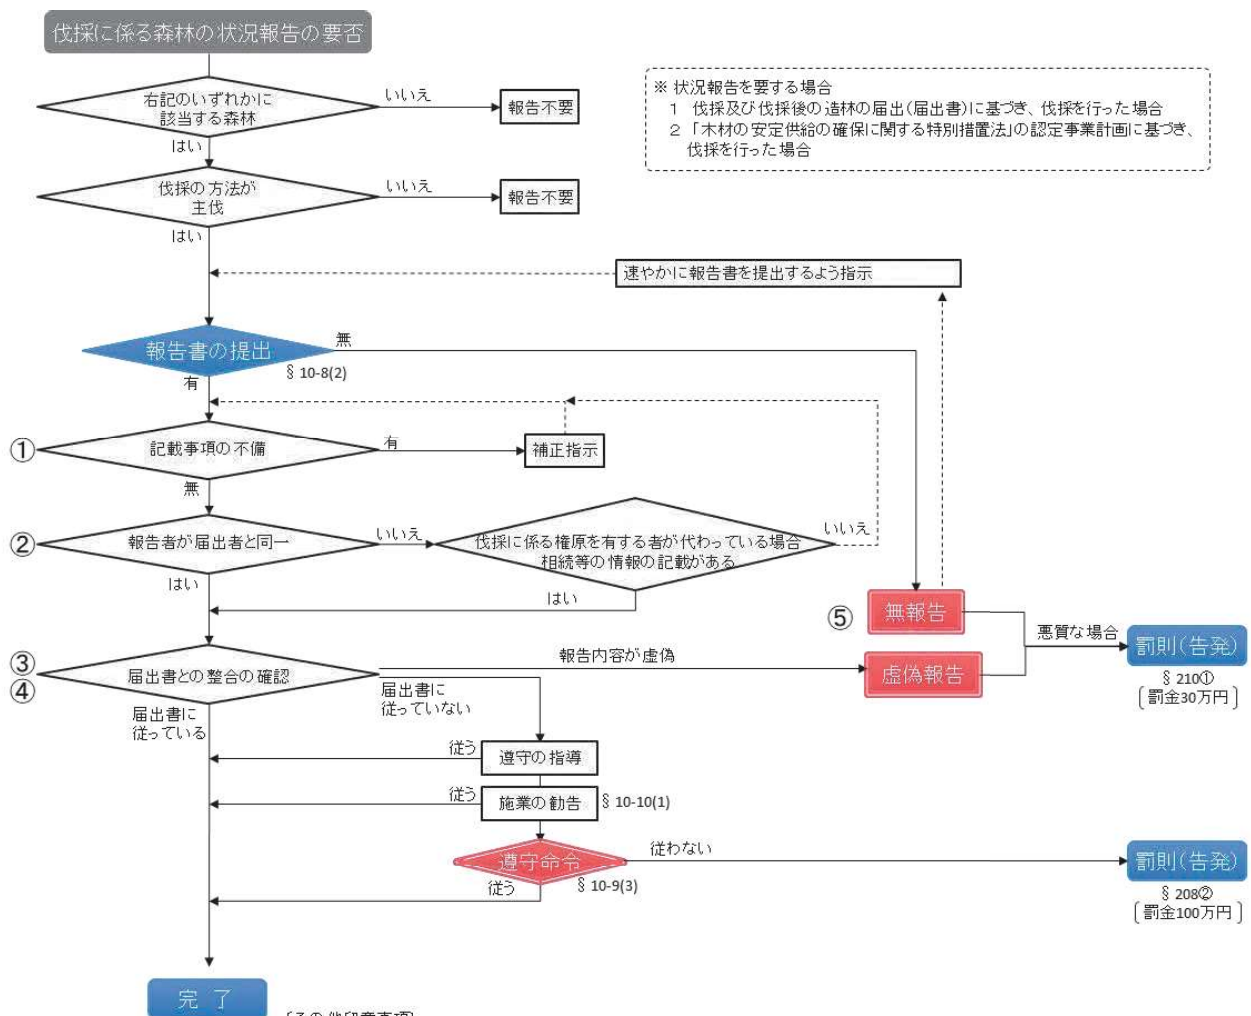 伐採に係る森林の状況報告の要否
右記のいずれかに
該当する森林
いいえ
報告不要
はい
※ 状況報告を要する場合
1 伐採及び伐採後の造林の届出(届出書)に基づき、伐採を行った場合
2 「木材の安定供給の確保に関する特別措置法」の認定事業計画に基づき、
伐採を行った場合
伐採の方法が
主伐
いいえ
報告不要
はい
速やかに報告書を提出するよう指示
報告書の提出
無
§ 10-8(2)
有
①
記載事項の不備
有
補正指示
無
②
報告者が届出者と同一
いいえ
伐採に係る権原を有する者が代わっている場合
相続等の情報の記載がある
いいえ
はい
はい
⑤
無報告
悪質な場合
罰則(告発)
§ 210①
〔罰金30万円〕
③
④
届出書との整合の確認
報告内容が虚偽
虚偽報告
届出書に
従っていない
届出書に
従っている
従う
遵守の指導
従う
施業の勧告
§ 10-10(1)
遵守命令
従わない
罰則(告発)
§ 10-9(3)
従う
§ 208②
〔罰金100万円〕
完 了